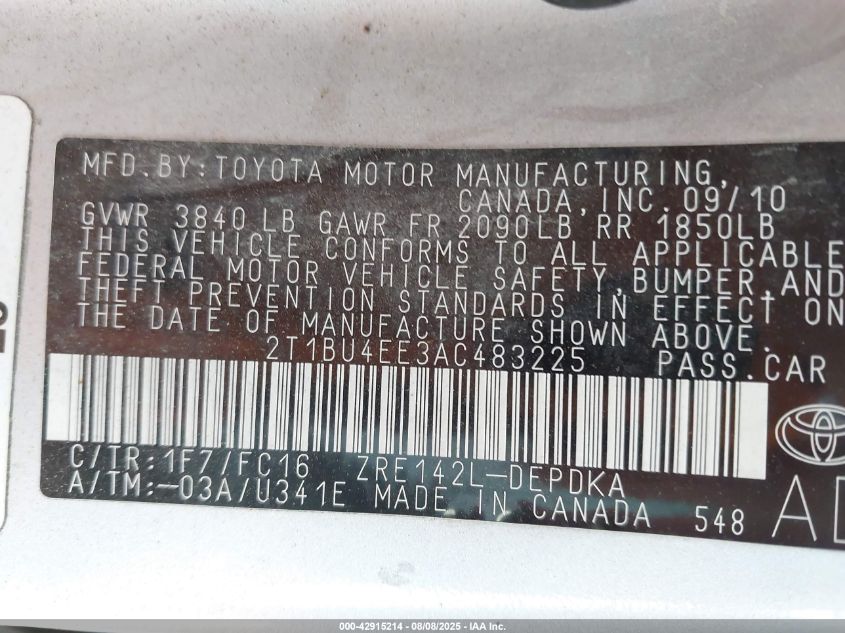 MFD.BY:TOYOTA MOTOR MANUFACTURING,
CANADA, INC. 09/10
GVWR 3840 LB GAWR FR 2090LB RR 1850LB
THIS VEHICLE CONFORMS TO ALL APPLICABLE
FEDERAL MOTOR VEHICLE SAFETY, BUMPER, AND
THEFT PREVENTION STANDARDS IN EFFECT ON
THE DATE OF MANUFACTURE SHOWN ABOVE.
2T1BU4EE3AC483225 PASS.CAR
C/TR:1F7/FC16 ZRE142L-DEPDKA
A/TM:-03A/U341E MADE IN CANADA 548
000-42915214 - 08/08/2025 - IAA Inc.